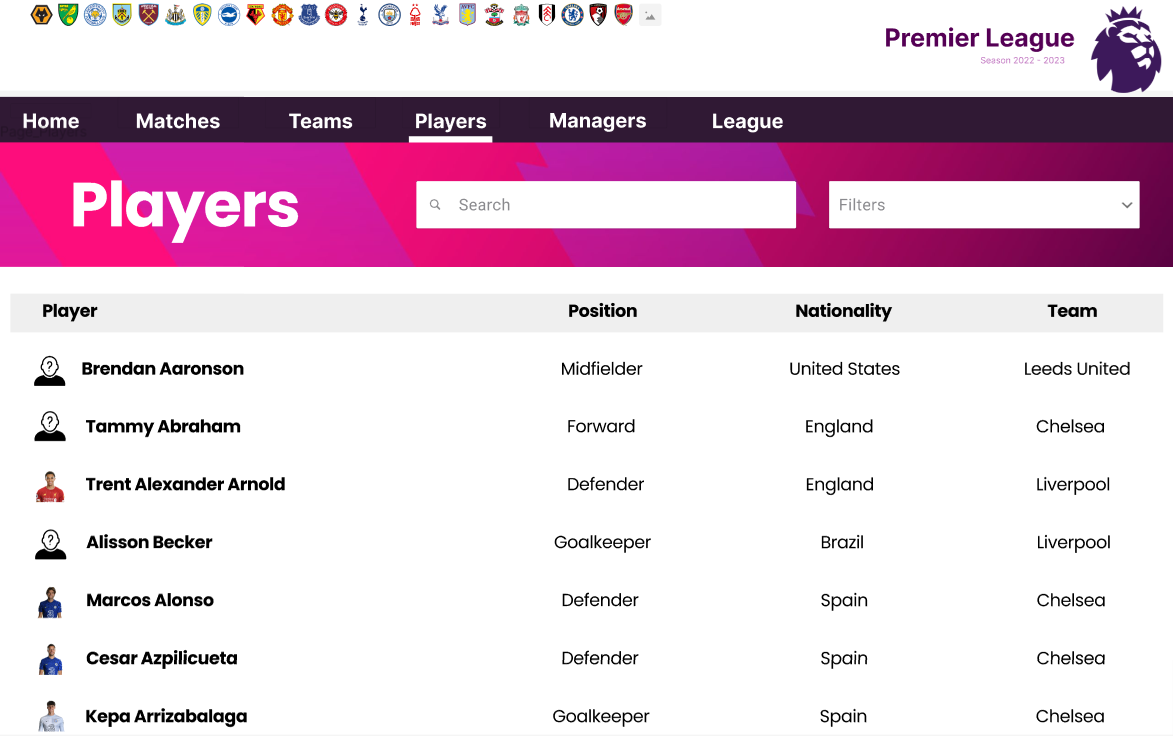 Premier League
Season 2022 - 2023
Home Matches Teams Players Managers League
Players
Search
Filters
Player Position Nationality Team
Brendan Aaronson Midfielder United States Leeds United
Tammy Abraham Forward England Chelsea
Trent Alexander Arnold Defender England Liverpool
Alisson Becker Goalkeeper Brazil Liverpool
Marcos Alonso Defender Spain Chelsea
Cesar Azpilicueta Defender Spain Chelsea
Kepa Arrizabalaga Goalkeeper Spain Chelsea